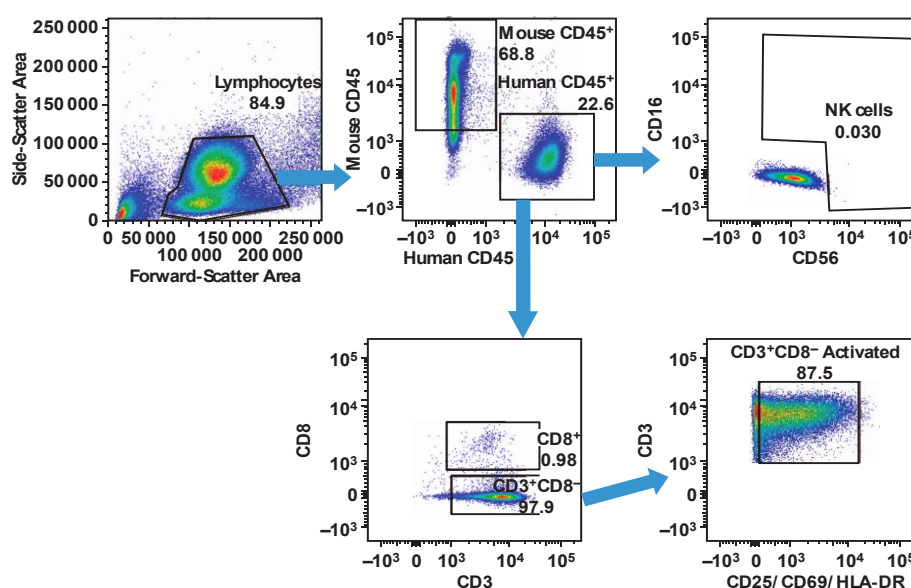 250 000
200 000
150 000
100 000
50 000
0
Side-Scatter Area
Lymphocytes
84.9
0 50 000 150 000 250 000
100 000 200 000
Forward-Scatter Area
10⁵
10⁴
10³
0
–10³
Mouse CD45
Mouse CD45⁺
68.8
Human CD45⁺
22.6
–10³ 0 10³ 10⁴ 10⁵
Human CD45
10⁵
10⁴
10³
0
–10³
CD16
NK cells
0.030
0 10³ 10⁴ 10⁵
CD56
10⁵
10⁴
10³
0
–10³
CD8
CD8⁺
0.98
CD3⁺CD8⁻
97.9
–10³ 0 10³ 10⁴ 10⁵
CD3
10⁵
10⁴
10³
0
–10³
CD3
CD3⁺CD8⁻ Activated
87.5
–10³ 0 10³ 10⁴ 10⁵
CD25/ CD69/ HLA-DR